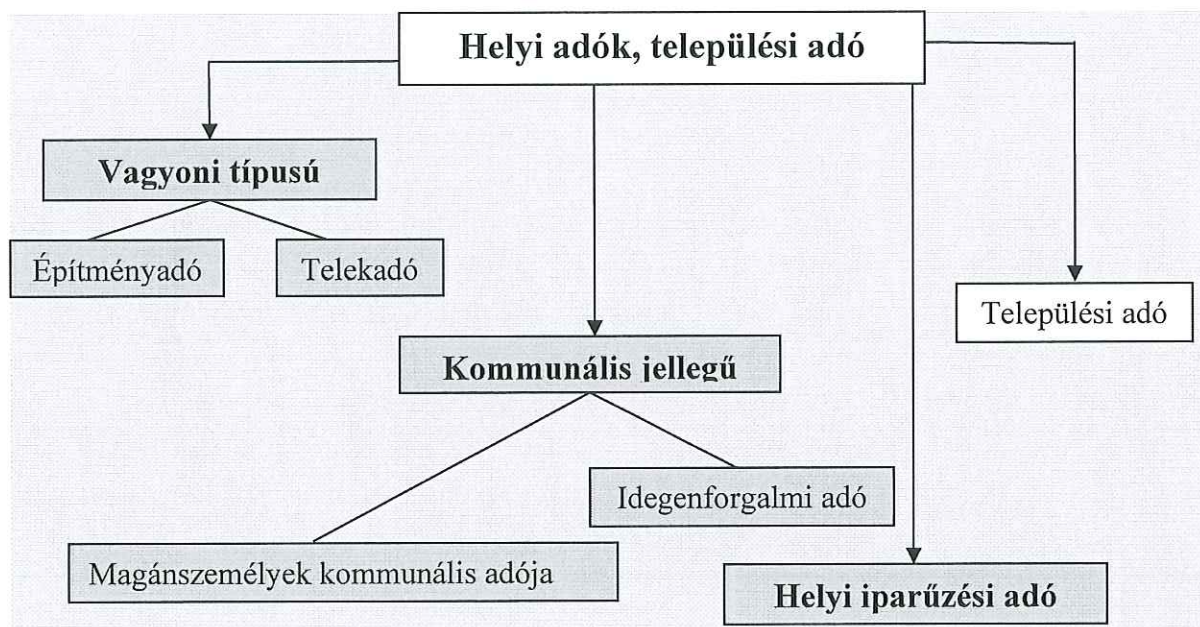 Helyi adók, települési adó
Vagyoni típusú
Építményadó
Telekadó
Települési adó
Kommunális jellegű
Idegenforgalmi adó
Magánszemélyek kommunális adója
Helyi iparűzési adó